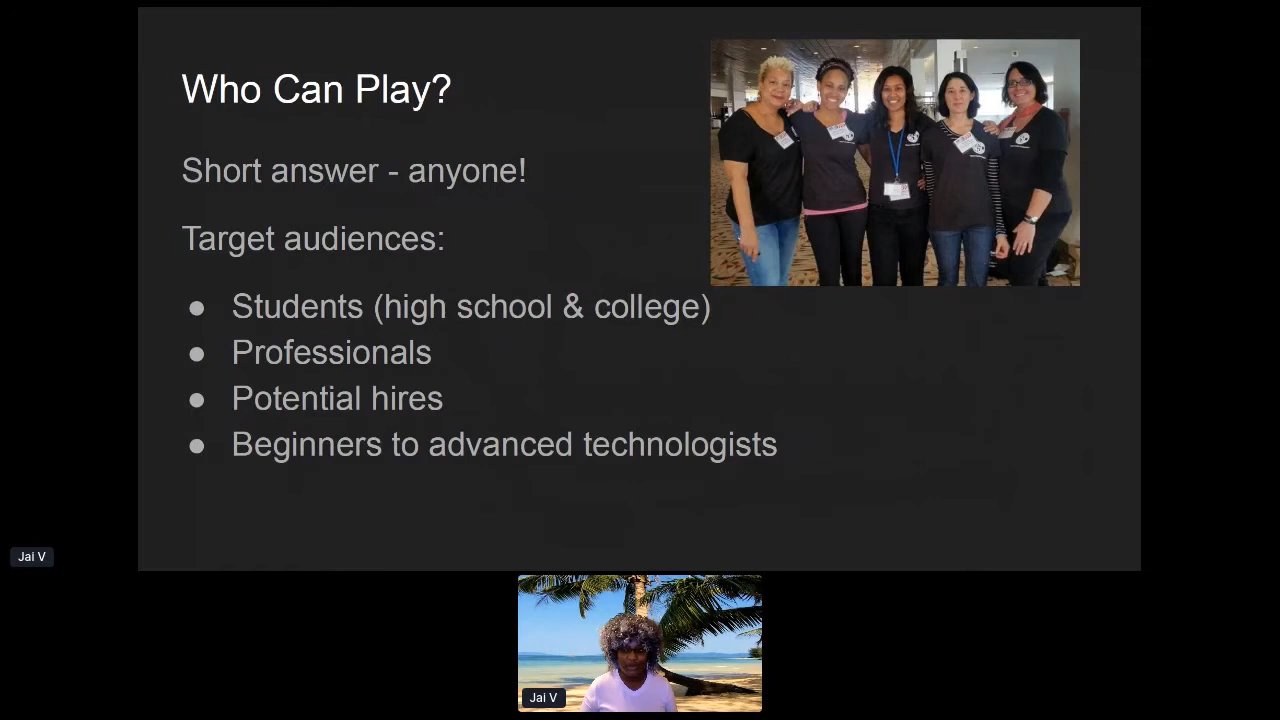 Who Can Play?
Short answer - anyone!
Target audiences:
● Students (high school & college)
● Professionals
● Potential hires
● Beginners to advanced technologists
Jai V
Jai V